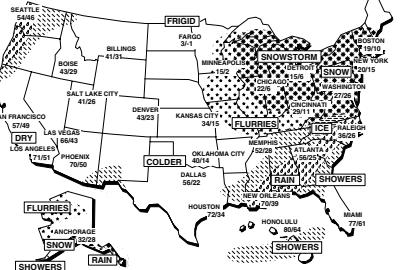 SEATTLE
54/46
FRIGID
FARGO
3/-1
BILLINGS
41/31
BOISE
43/29
MINNEAPOLIS
15/2
SNOWSTORM
BOSTON
19/10
NEW YORK
20/15
DETROIT
15/6
SNOW
CHICAGO
22/6
WASHINGTON
27/26
SALT LAKE CITY
41/26
DENVER
43/23
KANSAS CITY
34/15
CINCINNATI
29/11
FLURRIES
ICE
RALEIGH
36/26
AN FRANCISCO
57/49
DRY
LAS VEGAS
66/43
LOS ANGELES
71/51
PHOENIX
70/50
COLDER
OKLAHOMA CITY
40/14
MEMPHIS
52/28
ATLANTA
56/25
DALLAS
56/22
RAIN
SHOWERS
NEW ORLEANS
70/39
HOUSTON
72/34
MIAMI
77/61
HONOLULU
80/64
SHOWERS
FLURRIES
ANCHORAGE
32/28
SNOW
RAIN
SHOWERS